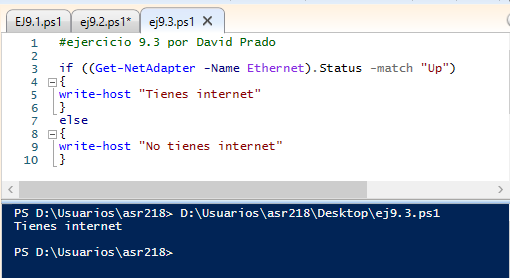 EJ9.1.ps1 ej9.2.ps1* ej9.3.ps1 X
1 #ejercicio 9.3 por David Prado
2
3 if ((Get-NetAdapter -Name Ethernet).Status -match "Up")
4 {
5 write-host "Tienes internet"
6 }
7 else
8 {
9 write-host "No tienes internet"
10 }
PS D:\Usuarios\asr218> D:\Usuarios\asr218\Desktop\ej9.3.ps1
Tienes internet
PS D:\Usuarios\asr218>